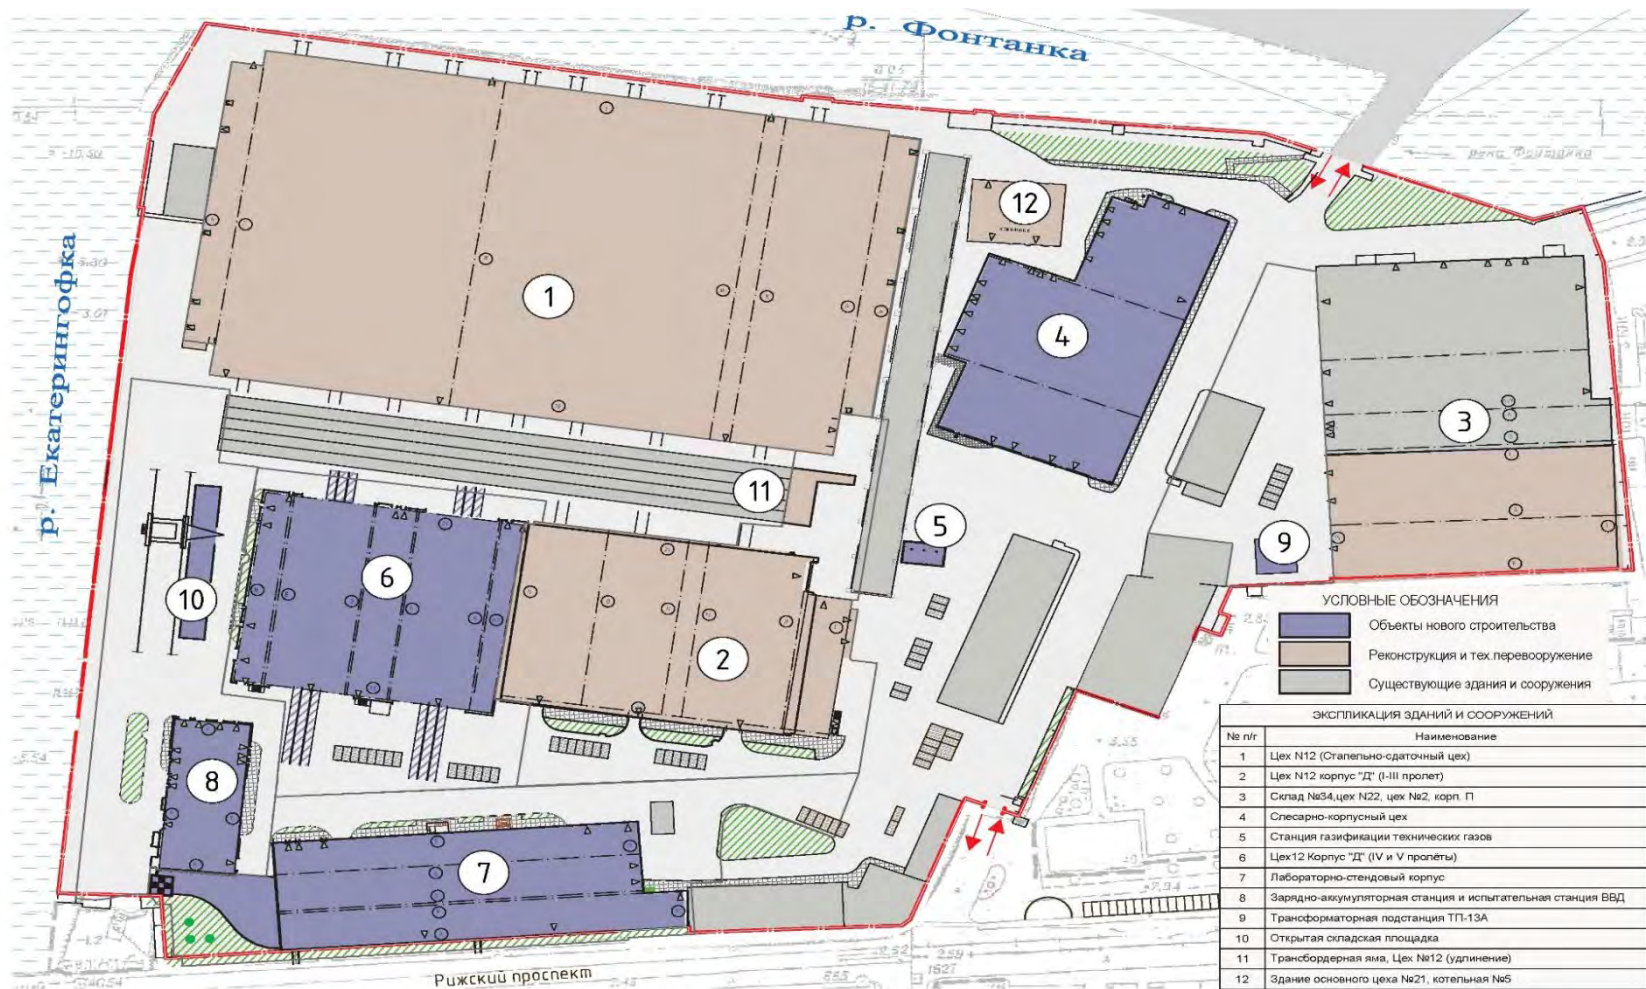 р. Фонтанка
р. Екатерингофка
река Фонтанка
1
2
3
4
5
6
7
8
9
10
11
12
Рижский проспект
УСЛОВНЫЕ ОБОЗНАЧЕНИЯ
Объекты нового строительства
Реконструкция и тех.перевооружение
Существующие здания и сооружения
ЭКСПЛИКАЦИЯ ЗДАНИЙ И СООРУЖЕНИЙ
№ п/г Наименование
1 Цех N12 (Стапельно-сдаточный цех)
2 Цех N12 корпус "Д" (I-III пролет)
3 Склад №34,цех N22, цех №2, корп. П
4 Слесарно-корпусный цех
5 Станция газификации технических газов
6 Цех12 Корпус "Д" (IV и V пролёты)
7 Лабораторно-стендовый корпус
8 Зарядно-аккумуляторная станция и испытательная станция ВВД
9 Трансформаторная подстанция ТП-13А
10 Открытая складская площадка
11 Трансбордерная яма, Цех №12 (удлинение)
12 Здание основного цеха №21, котельная №5